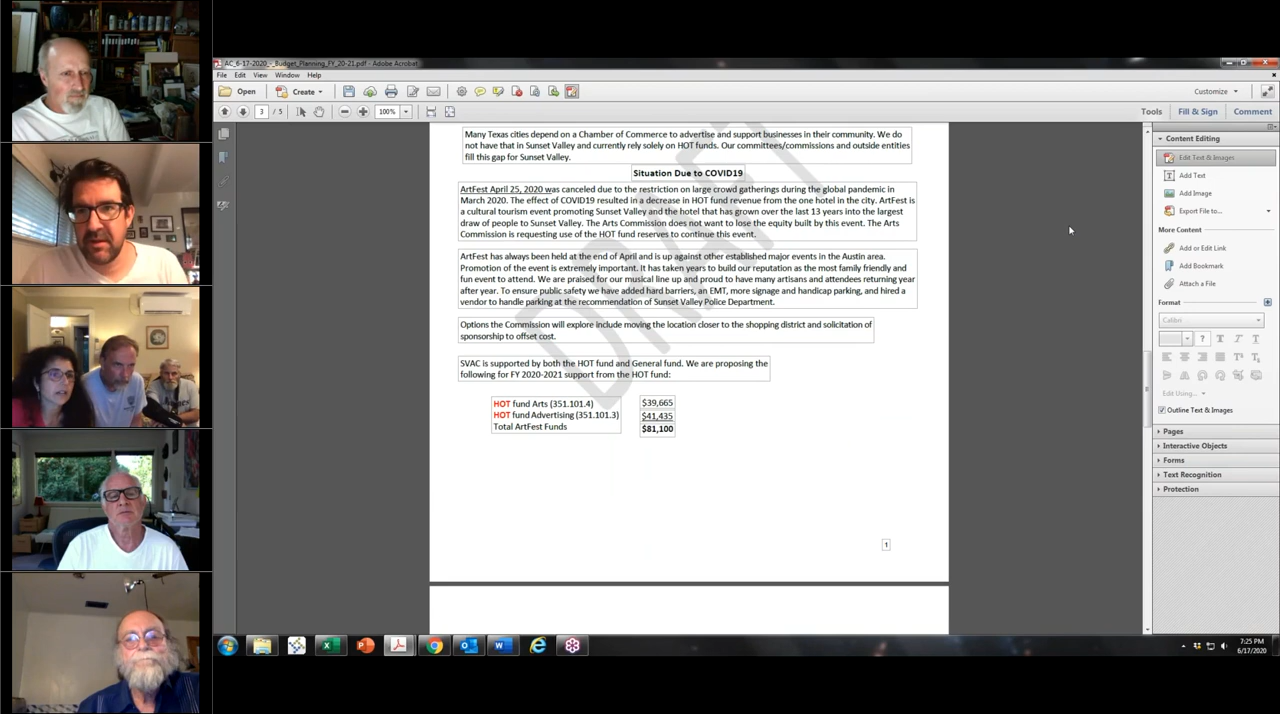 AC_6-17-2020_-_Budget_Planning_FY_20-21.pdf - Adobe Acrobat
File Edit View Window Help
Open Create Customize
3 / 5 100% Tools Fill & Sign Comment
Many Texas cities depend on a Chamber of Commerce to advertise and support businesses in their community. We do
not have that in Sunset Valley and currently rely solely on HOT funds. Our committees/commissions and outside entities
fill this gap for Sunset Valley.
Situation Due to COVID19
ArtFest April 25, 2020 was canceled due to the restriction on large crowd gatherings during the global pandemic in
March 2020. The effect of COVID19 resulted in a decrease in HOT fund revenue from the one hotel in the city. ArtFest is
a cultural tourism event promoting Sunset Valley and the hotel that has grown over the last 13 years into the largest
draw of people to Sunset Valley. The Arts Commission does not want to lose the equity built by this event. The Arts
Commission is requesting use of the HOT fund reserves to continue this event.
ArtFest has always been held at the end of April and is up against other established major events in the Austin area.
Promotion of the event is extremely important. It has taken years to build our reputation as the most family friendly and
fun event to attend. We are praised for our musical line up and proud to have many artisans and attendees returning year
after year. To ensure public safety we have added hard barriers, an EMT, more signage and handicap parking, and hired a
vendor to handle parking at the recommendation of Sunset Valley Police Department.
Options the Commission will explore include moving the location closer to the shopping district and solicitation of
sponsorship to offset cost.
SVAC is supported by both the HOT fund and General fund. We are proposing the
following for FY 2020-2021 support from the HOT fund:
HOT fund Arts (351.101.4) $39,665
HOT fund Advertising (351.101.3) $41,435
Total ArtFest Funds $81,100
1
DRAFT
Content Editing
Edit Text & Images
Add Text
Add Image
Export File to...
More Content
Add or Edit Link
Add Bookmark
Attach a File
Format
Calibri
Edit Using...
Outline Text & Images
Pages
Interactive Objects
Forms
Text Recognition
Protection
7:25 PM
6/17/2020